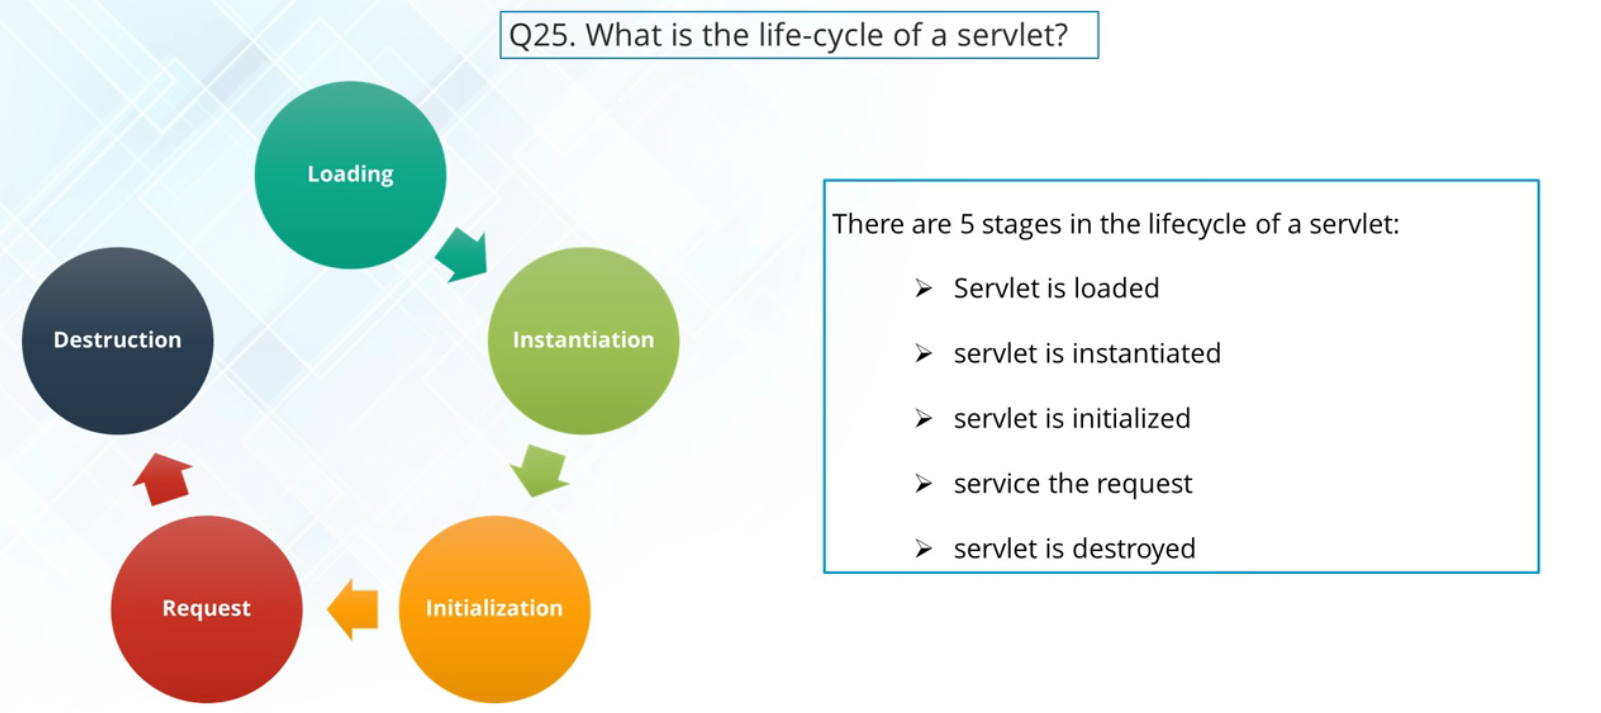 Q25. What is the life-cycle of a servlet?
Loading
Instantiation
Initialization
Request
Destruction
There are 5 stages in the lifecycle of a servlet:
➢ Servlet is loaded
➢ servlet is instantiated
➢ servlet is initialized
➢ service the request
➢ servlet is destroyed